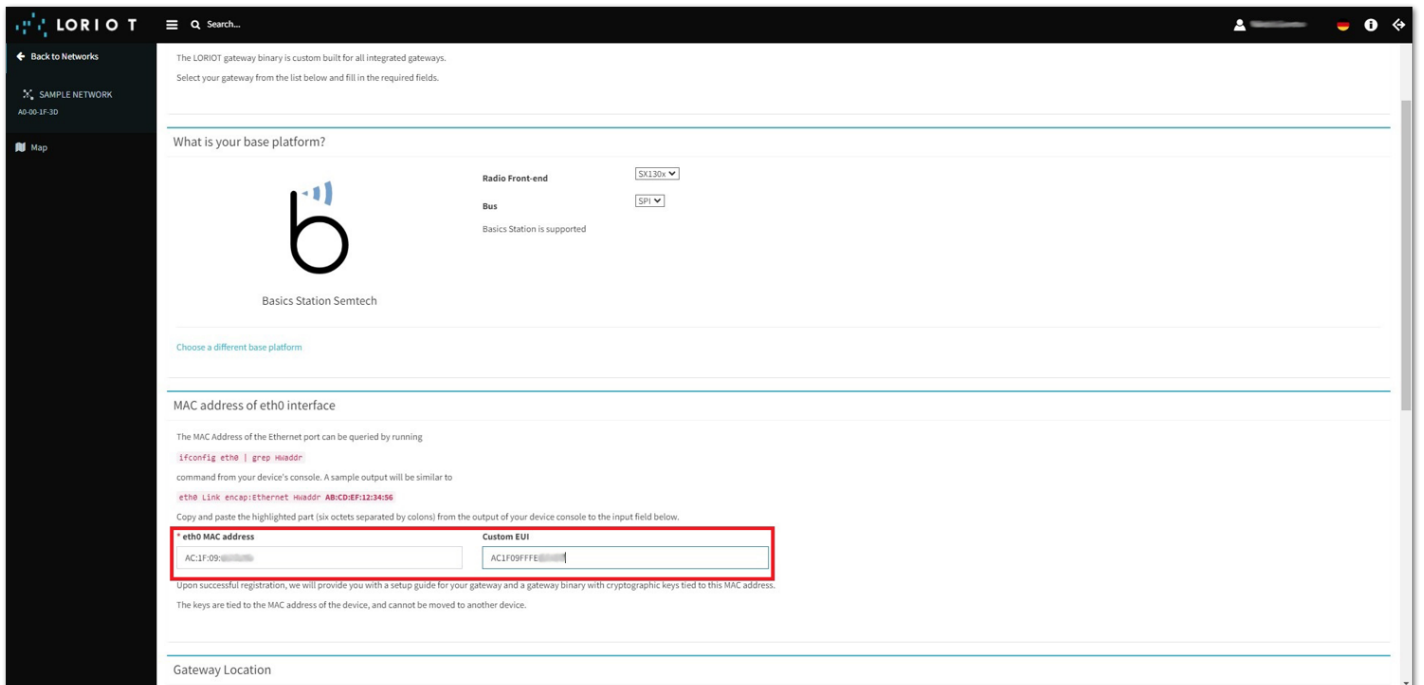 LORIOT
Search...
Back to Networks
The LORIOT gateway binary is custom built for all integrated gateways.
Select your gateway from the list below and fill in the required fields.
SAMPLE NETWORK
A0-00-1F-3D
Map
What is your base platform?
Radio Front-end
SX130x
Bus
SPI
Basics Station is supported
Basics Station Semtech
Choose a different base platform
MAC address of eth0 interface
The MAC Address of the Ethernet port can be queried by running
ifconfig eth0 | grep HWaddr
command from your device's console. A sample output will be similar to
eth0 Link encap:Ethernet HWaddr AB:CD:EF:12:34:56
Copy and paste the highlighted part (six octets separated by colons) from the output of your device console to the input field below.
* eth0 MAC address
Custom EUI
AC:1F:09:
AC1F09FFFE
Upon successful registration, we will provide you with a setup guide for your gateway and a gateway binary with cryptographic keys tied to this MAC address.
The keys are tied to the MAC address of the device, and cannot be moved to another device.
Gateway Location